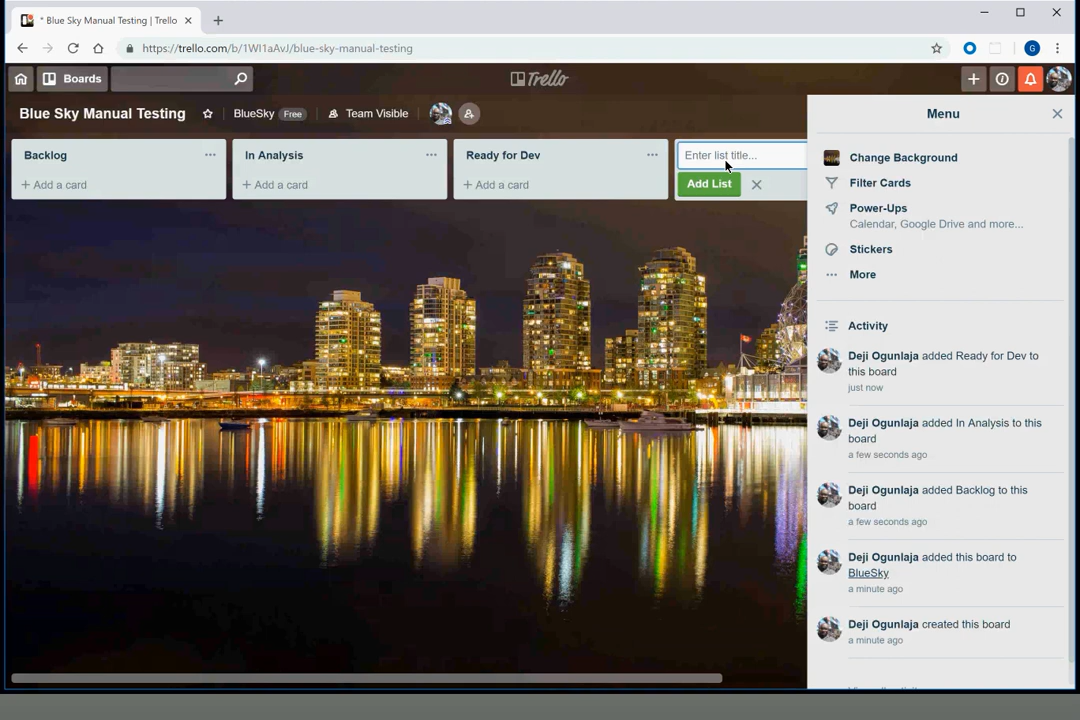 * Blue Sky Manual Testing | Trello
https://trello.com/b/1WI1aAvJ/blue-sky-manual-testing
G
Boards
Trello
Blue Sky Manual Testing
BlueSky Free
Team Visible
Menu
Backlog
In Analysis
Ready for Dev
Enter list title...
+ Add a card
+ Add a card
+ Add a card
Add List
Change Background
Filter Cards
Power-Ups
Calendar, Google Drive and more...
Stickers
More
Activity
Deji Ogunlaja added Ready for Dev to
this board
just now
Deji Ogunlaja added In Analysis to this
board
a few seconds ago
Deji Ogunlaja added Backlog to this
board
a few seconds ago
Deji Ogunlaja added this board to
BlueSky
a minute ago
Deji Ogunlaja created this board
a minute ago